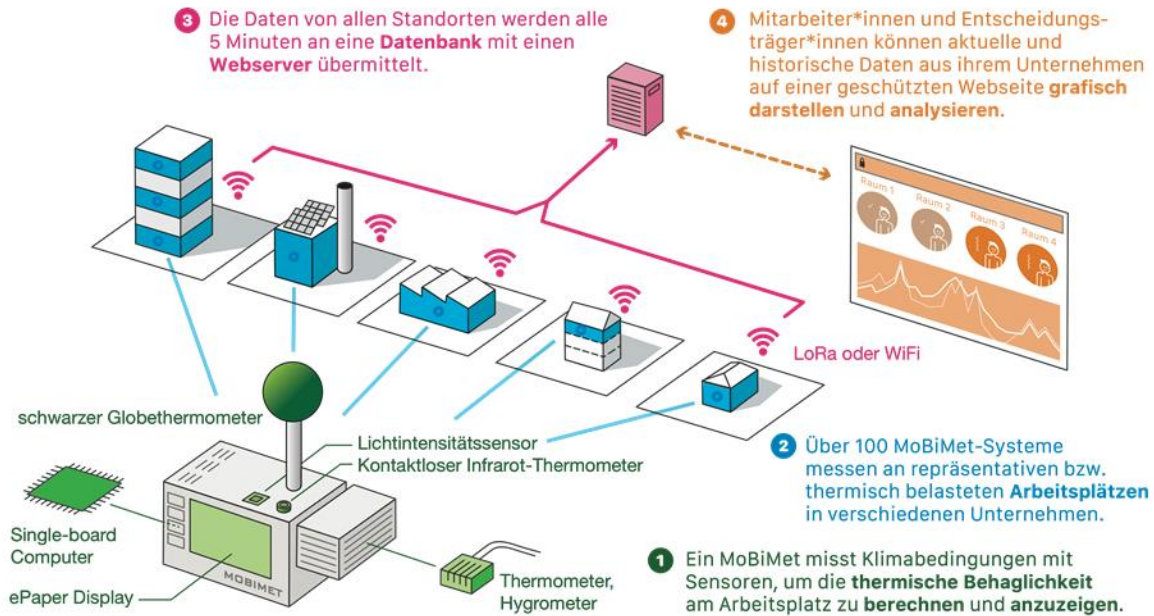 3 Die Daten von allen Standorten werden alle
5 Minuten an eine Datenbank mit einen
Webserver übermittelt.
4 Mitarbeiter*innen und Entscheidungs-
träger*innen können aktuelle und
historische Daten aus ihrem Unternehmen
auf einer geschützten Webseite grafisch
darstellen und analysieren.
Raum 1
Raum 2
Raum 3
Raum 4
LoRa oder WiFi
schwarzer Globethermometer
Lichtintensitätssensor
Kontaktloser Infrarot-Thermometer
2 Über 100 MoBiMet-Systeme
messen an repräsentativen bzw.
thermisch belasteten Arbeitsplätzen
in verschiedenen Unternehmen.
Single-board
Computer
ePaper Display
MOBIMET
Thermometer,
Hygrometer
1 Ein MoBiMet misst Klimabedingungen mit
Sensoren, um die thermische Behaglichkeit
am Arbeitsplatz zu berechnen und anzuzeigen.